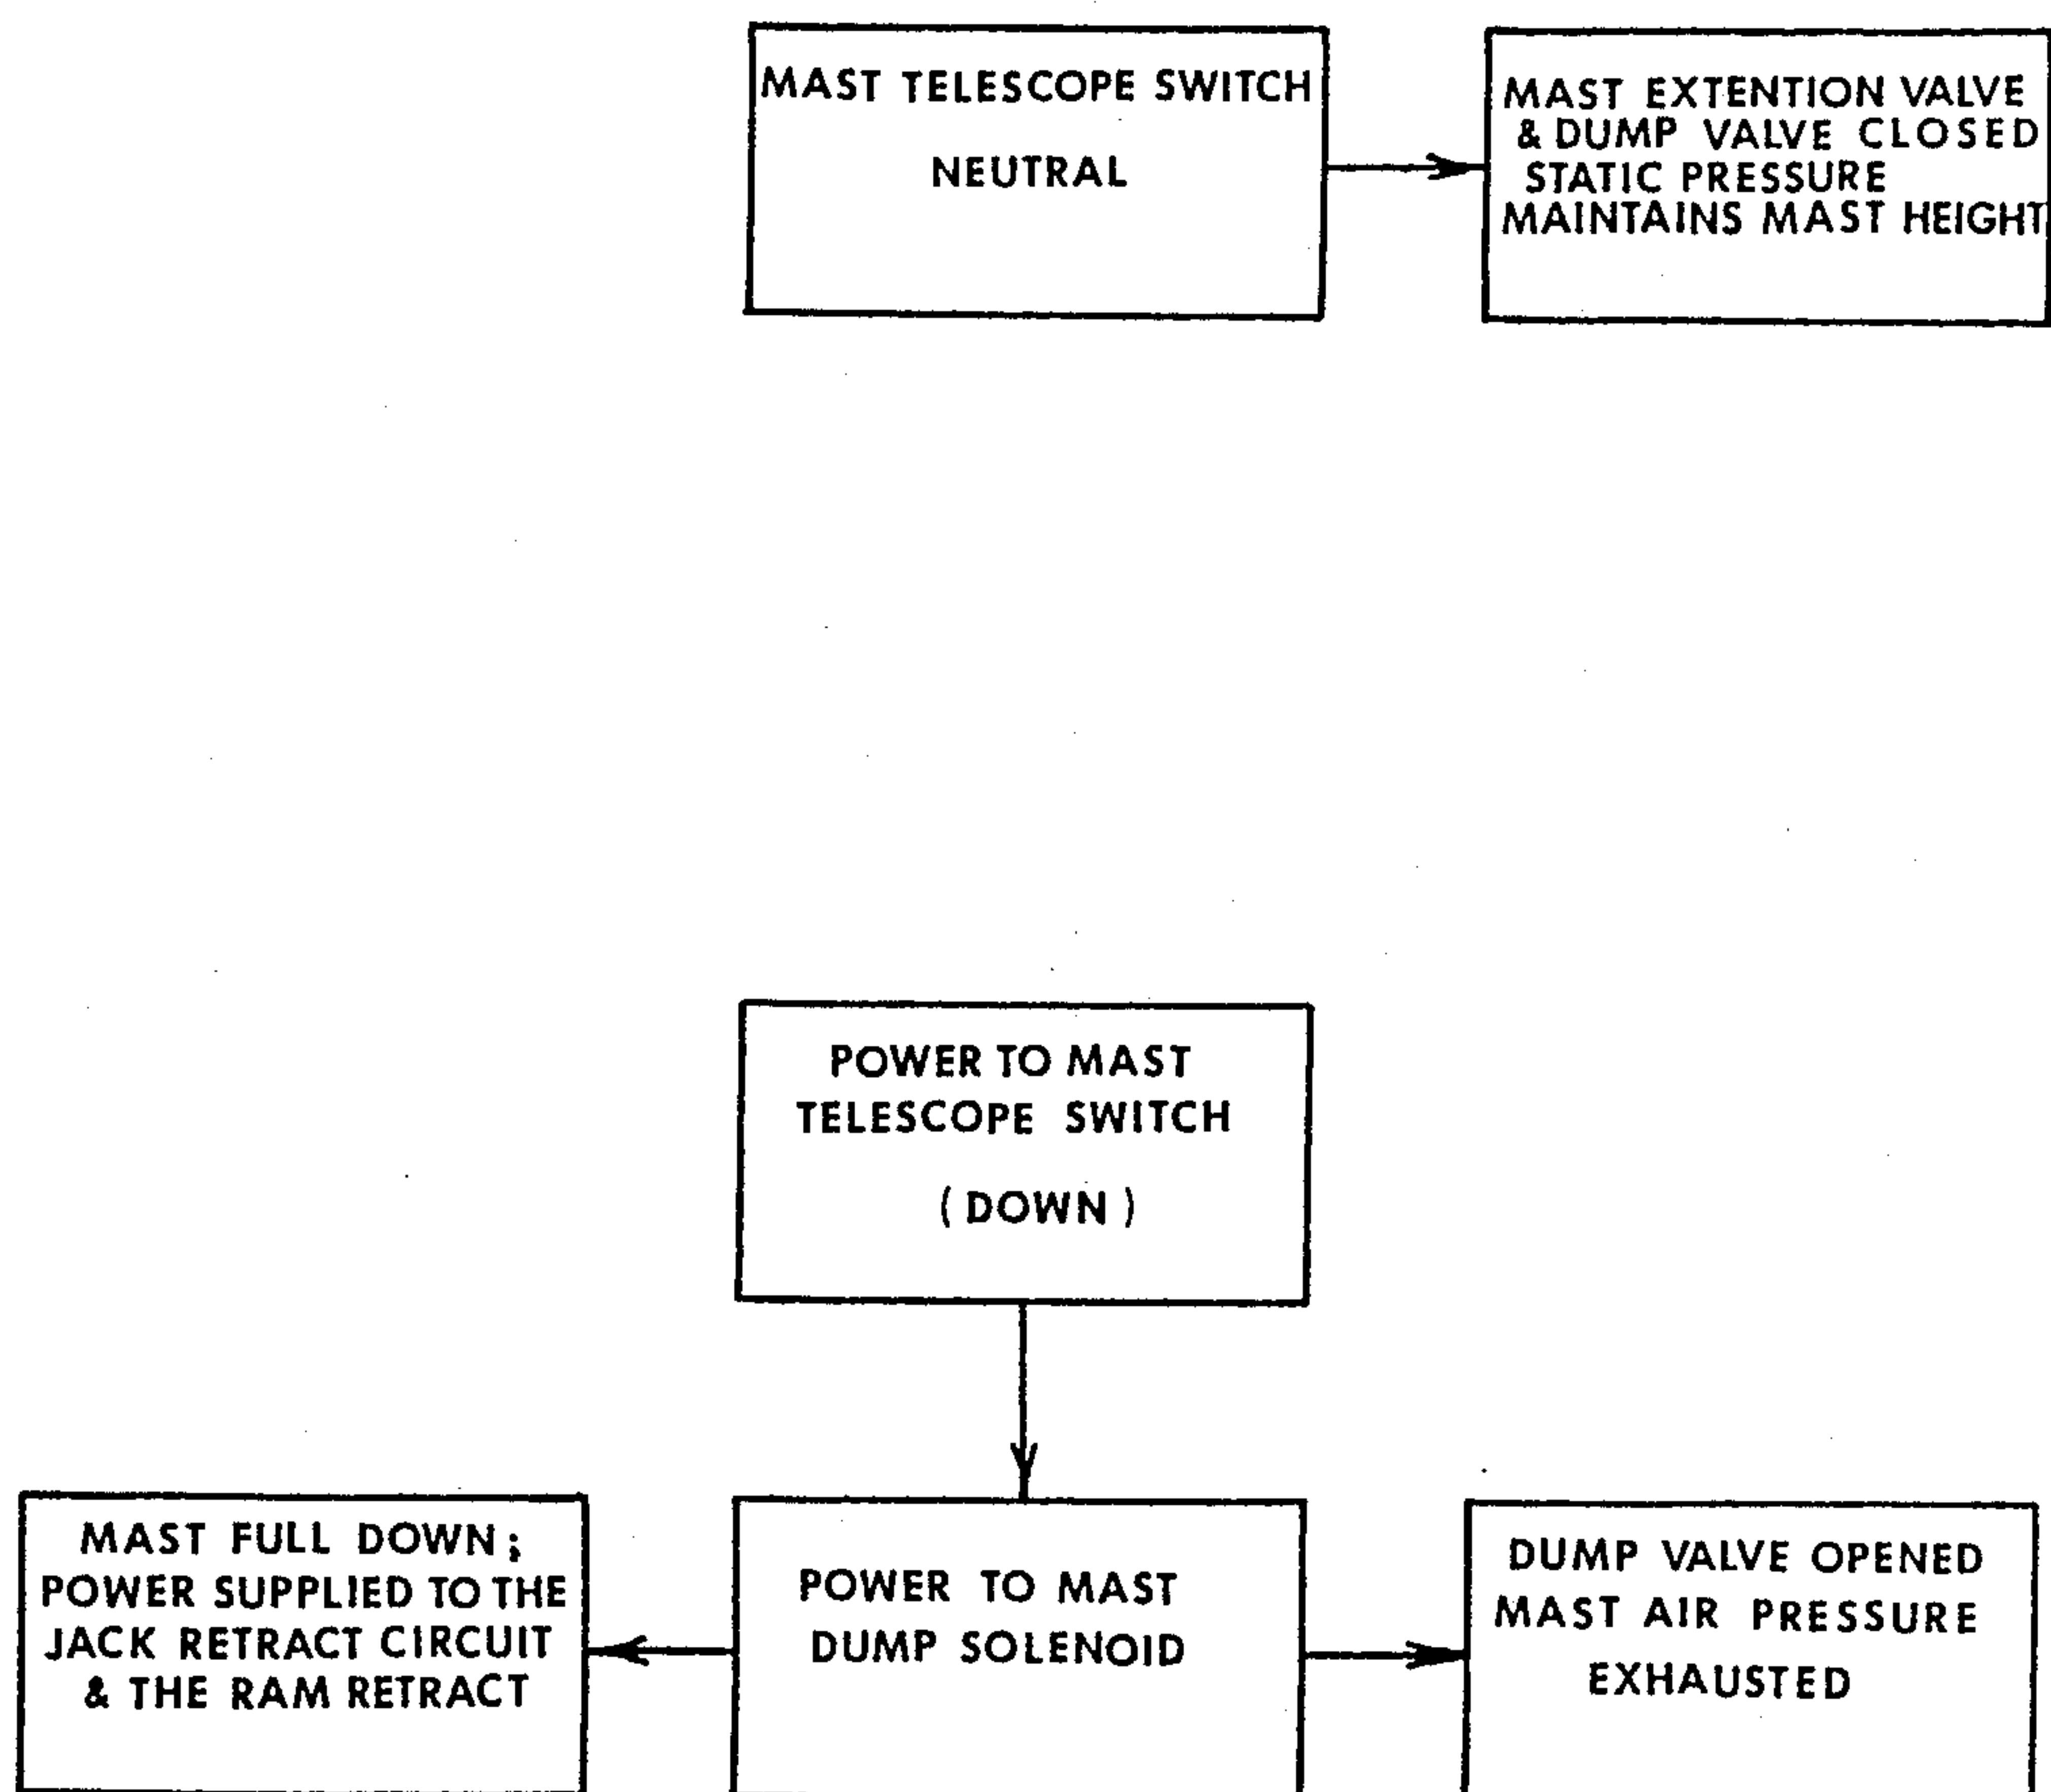 MAST TELESCOPE SWITCH
NEUTRAL
MAST EXTENTION VALVE
& DUMP VALVE CLOSED
STATIC PRESSURE
MAINTAINS MAST HEIGHT
POWER TO MAST
TELESCOPE SWITCH
( DOWN )
MAST FULL DOWN;
POWER SUPPLIED TO THE
JACK RETRACT CIRCUIT
& THE RAM RETRACT
POWER TO MAST
DUMP SOLENOID
DUMP VALVE OPENED
MAST AIR PRESSURE
EXHAUSTED